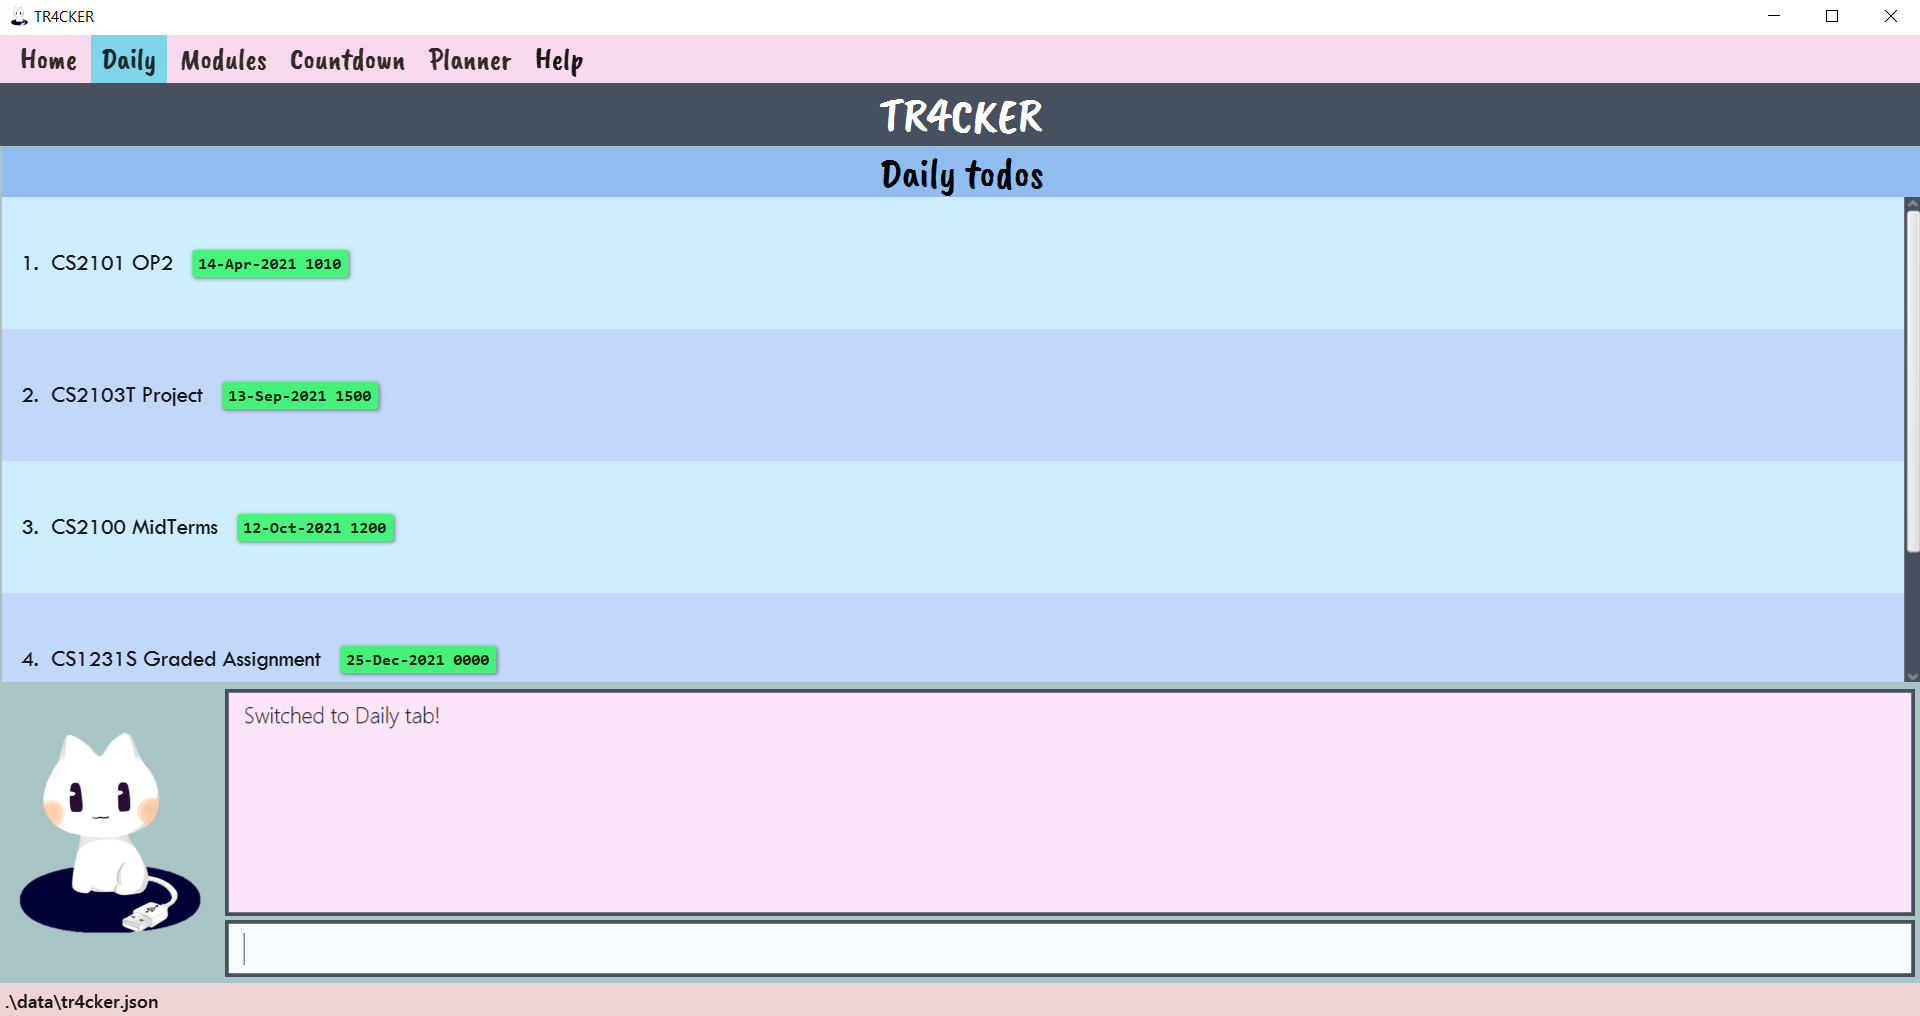 TR4CKER
Home Daily Modules Countdown Planner Help
TR4CKER
Daily todos
1. CS2101 OP2 14-Apr-2021 1010
2. CS2103T Project 13-Sep-2021 1500
3. CS2100 MidTerms 12-Oct-2021 1200
4. CS1231S Graded Assignment 25-Dec-2021 0000
Switched to Daily tab!
.\data\tr4cker.json